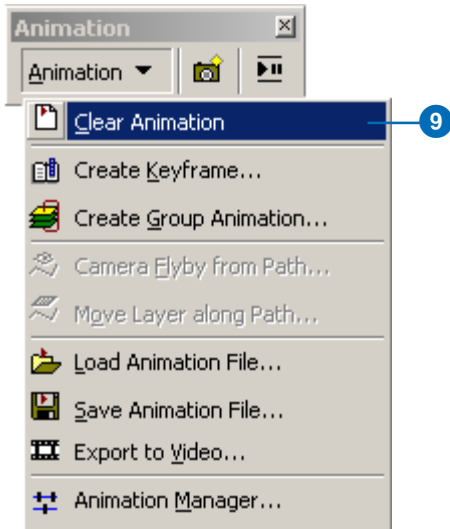 Animation
Animation
Clear Animation
9
Create Keyframe...
Create Group Animation...
Camera Flyby from Path...
Move Layer along Path...
Load Animation File...
Save Animation File...
Export to Video...
Animation Manager...